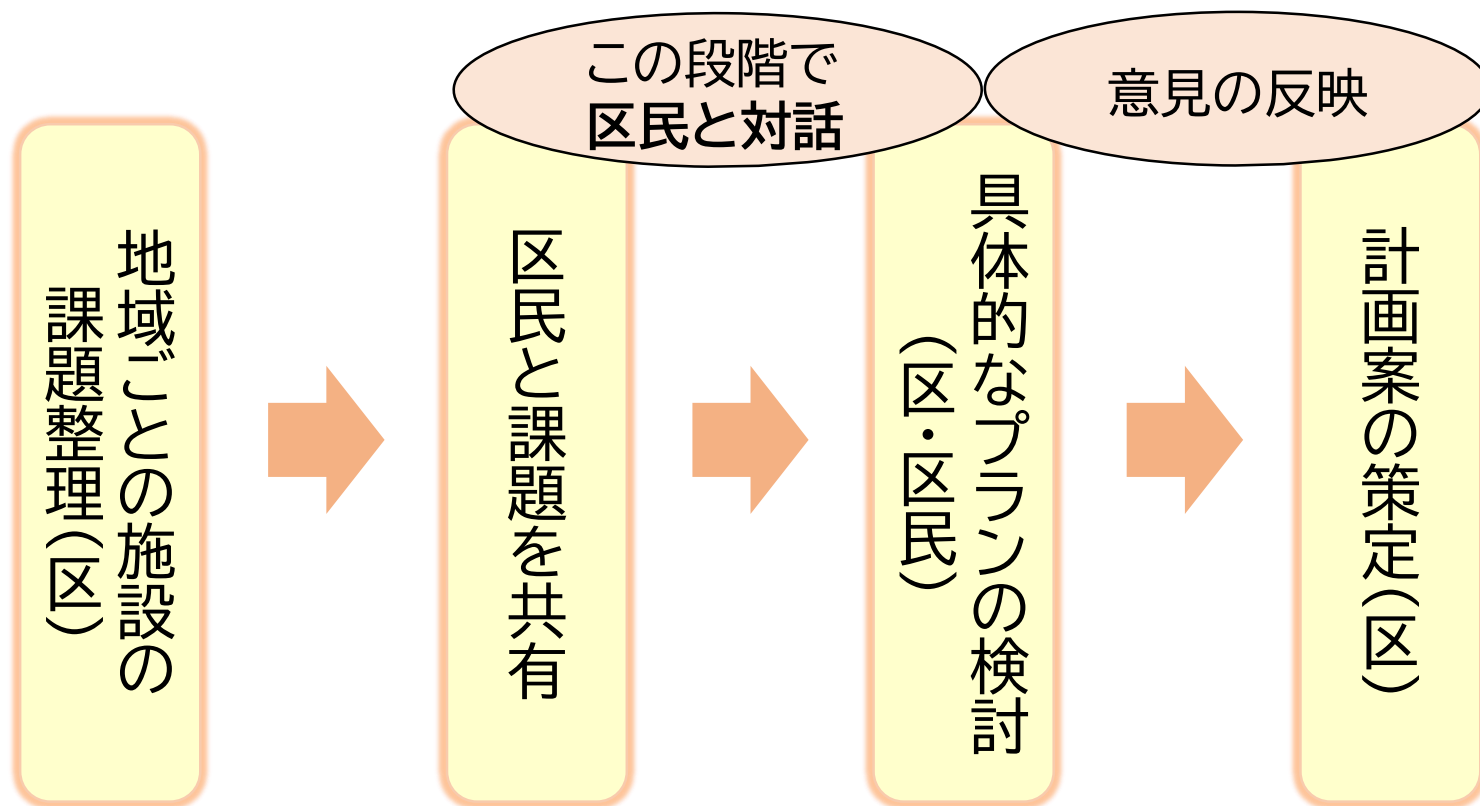 この段階で
区民と対話
意見の反映
地域ごとの施設の
課題整理(区)
区民と課題を共有
具体的なプランの検討
(区・区民)
計画案の策定(区)